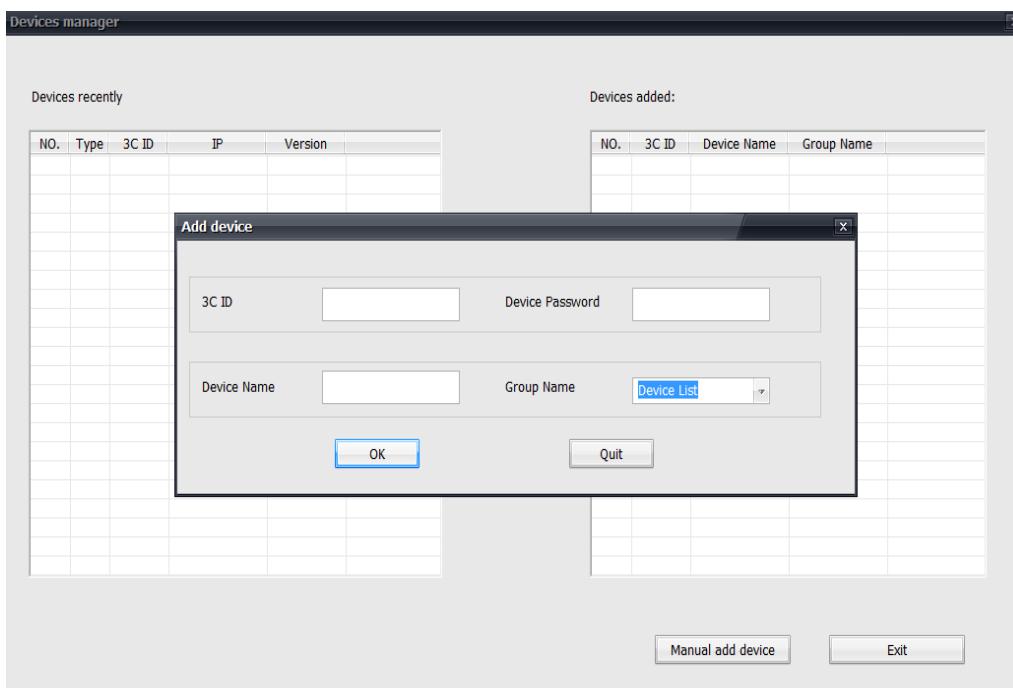 Devices manager
Devices recently
Devices added:
NO. Type 3C ID IP Version
NO. 3C ID Device Name Group Name
Add device
X
3C ID
Device Password
Device Name
Group Name
Device List
OK
Quit
Manual add device
Exit